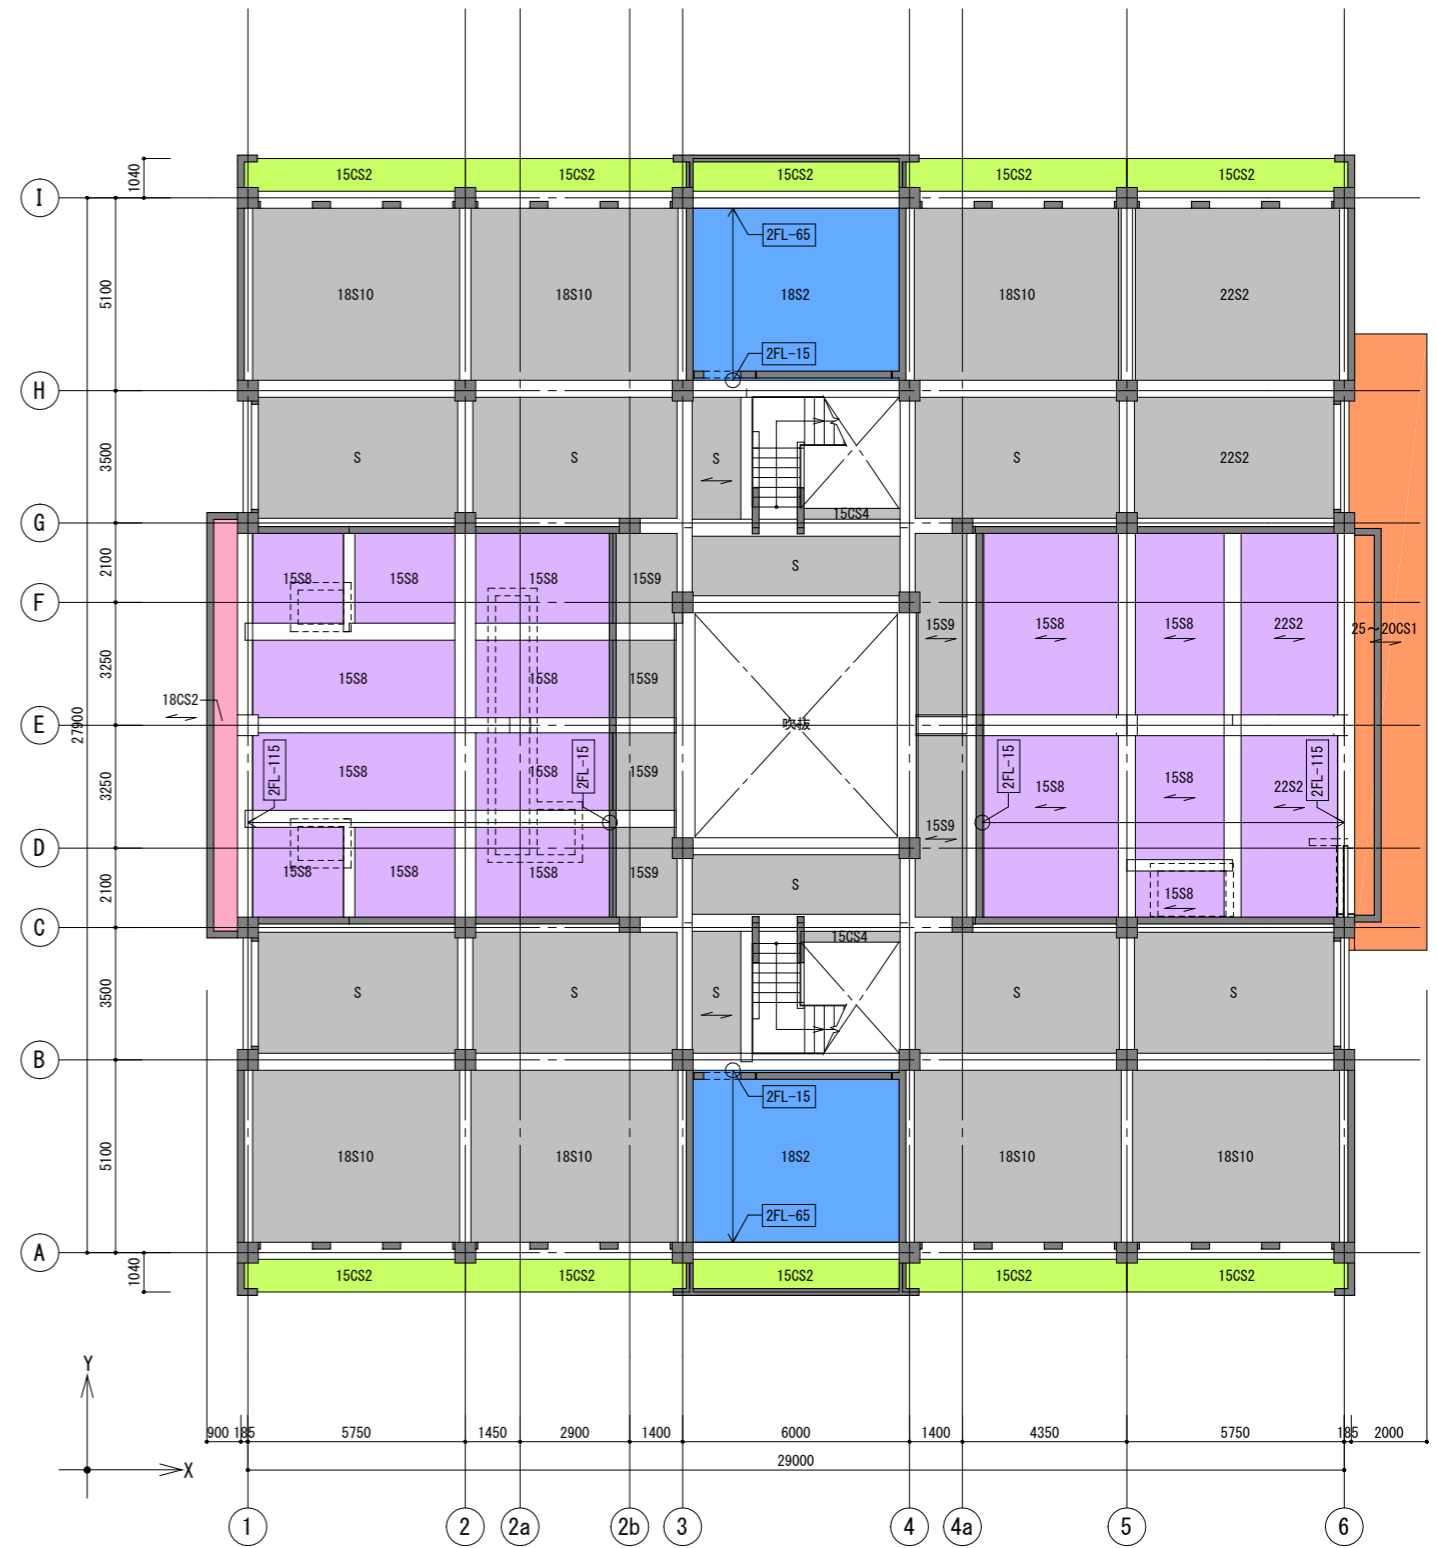 1040
15CS2 15CS2 15CS2 15CS2 15CS2
I
2FL-65
5100
18S10 18S10 18S2 18S10 22S2
2FL-15
H
3500
S S S S 22S2
15CS4
G
2100
S
15S8 15S8 15S8 15S9
F
15S9 15S8 15S8 22S2 25～20CS1
3250
15S8 15S8 15S9
18CS2
27900
E
吹抜
2FL-115 2FL-15 2FL-15 2FL-115
3250
15S8 15S8 15S9 15S8 15S8 22S2
15S9
D
2100
15S8 15S8 15S8 15S9 S 15S8
C
15CS4
3500
S S S S S
B
2FL-15
5100
18S10 18S10 18S2 18S10 18S10
2FL-65
A
1040
15CS2 15CS2 15CS2 15CS2 15CS2
Y
X
900 185 5750 1450 2900 1400 6000 1400 4350 5750 185 2000
29000
1 2 2a 2b 3 4 4a 5 6